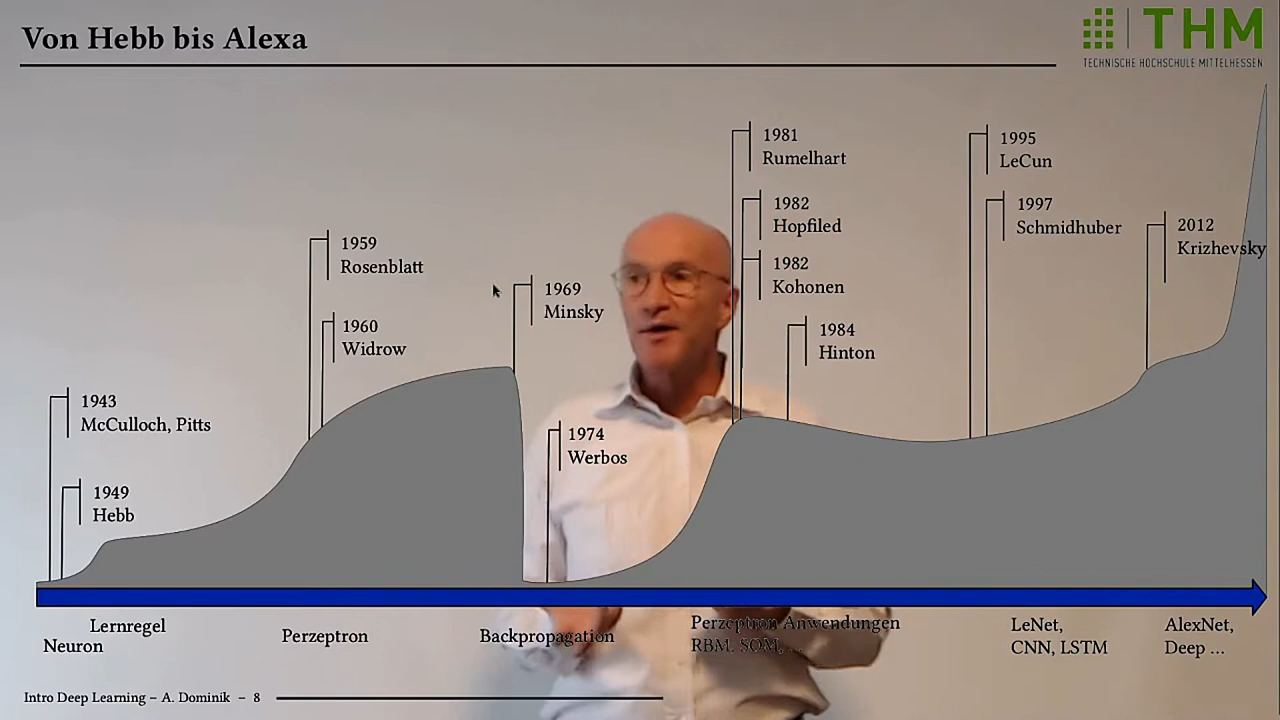 Von Hebb bis Alexa
THM
TECHNISCHE HOCHSCHULE MITTELHESSEN
1943
McCulloch, Pitts
1949
Hebb
1959
Rosenblatt
1960
Widrow
1969
Minsky
1974
Werbos
1981
Rumelhart
1982
Hopfiled
1982
Kohonen
1984
Hinton
1995
LeCun
1997
Schmidhuber
2012
Krizhevsky
Lernregel
Neuron
Perzeptron
Backpropagation
Perzeptron Anwendungen
RBM, SOM, ...
LeNet,
CNN, LSTM
AlexNet,
Deep ...
Intro Deep Learning – A. Dominik – 8